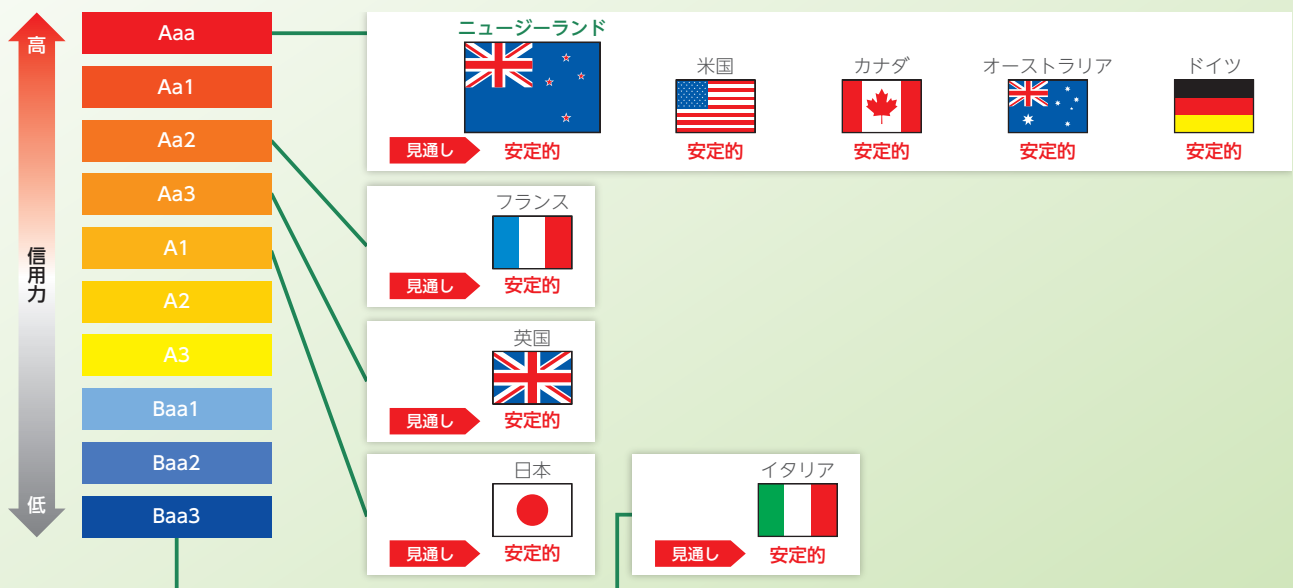 高
信用力
低
Aaa
Aa1
Aa2
Aa3
A1
A2
A3
Baa1
Baa2
Baa3
ニュージーランド
米国
カナダ
オーストラリア
ドイツ
見通し 安定的 安定的 安定的 安定的 安定的
フランス
見通し 安定的
英国
見通し 安定的
日本
見通し 安定的
イタリア
見通し 安定的